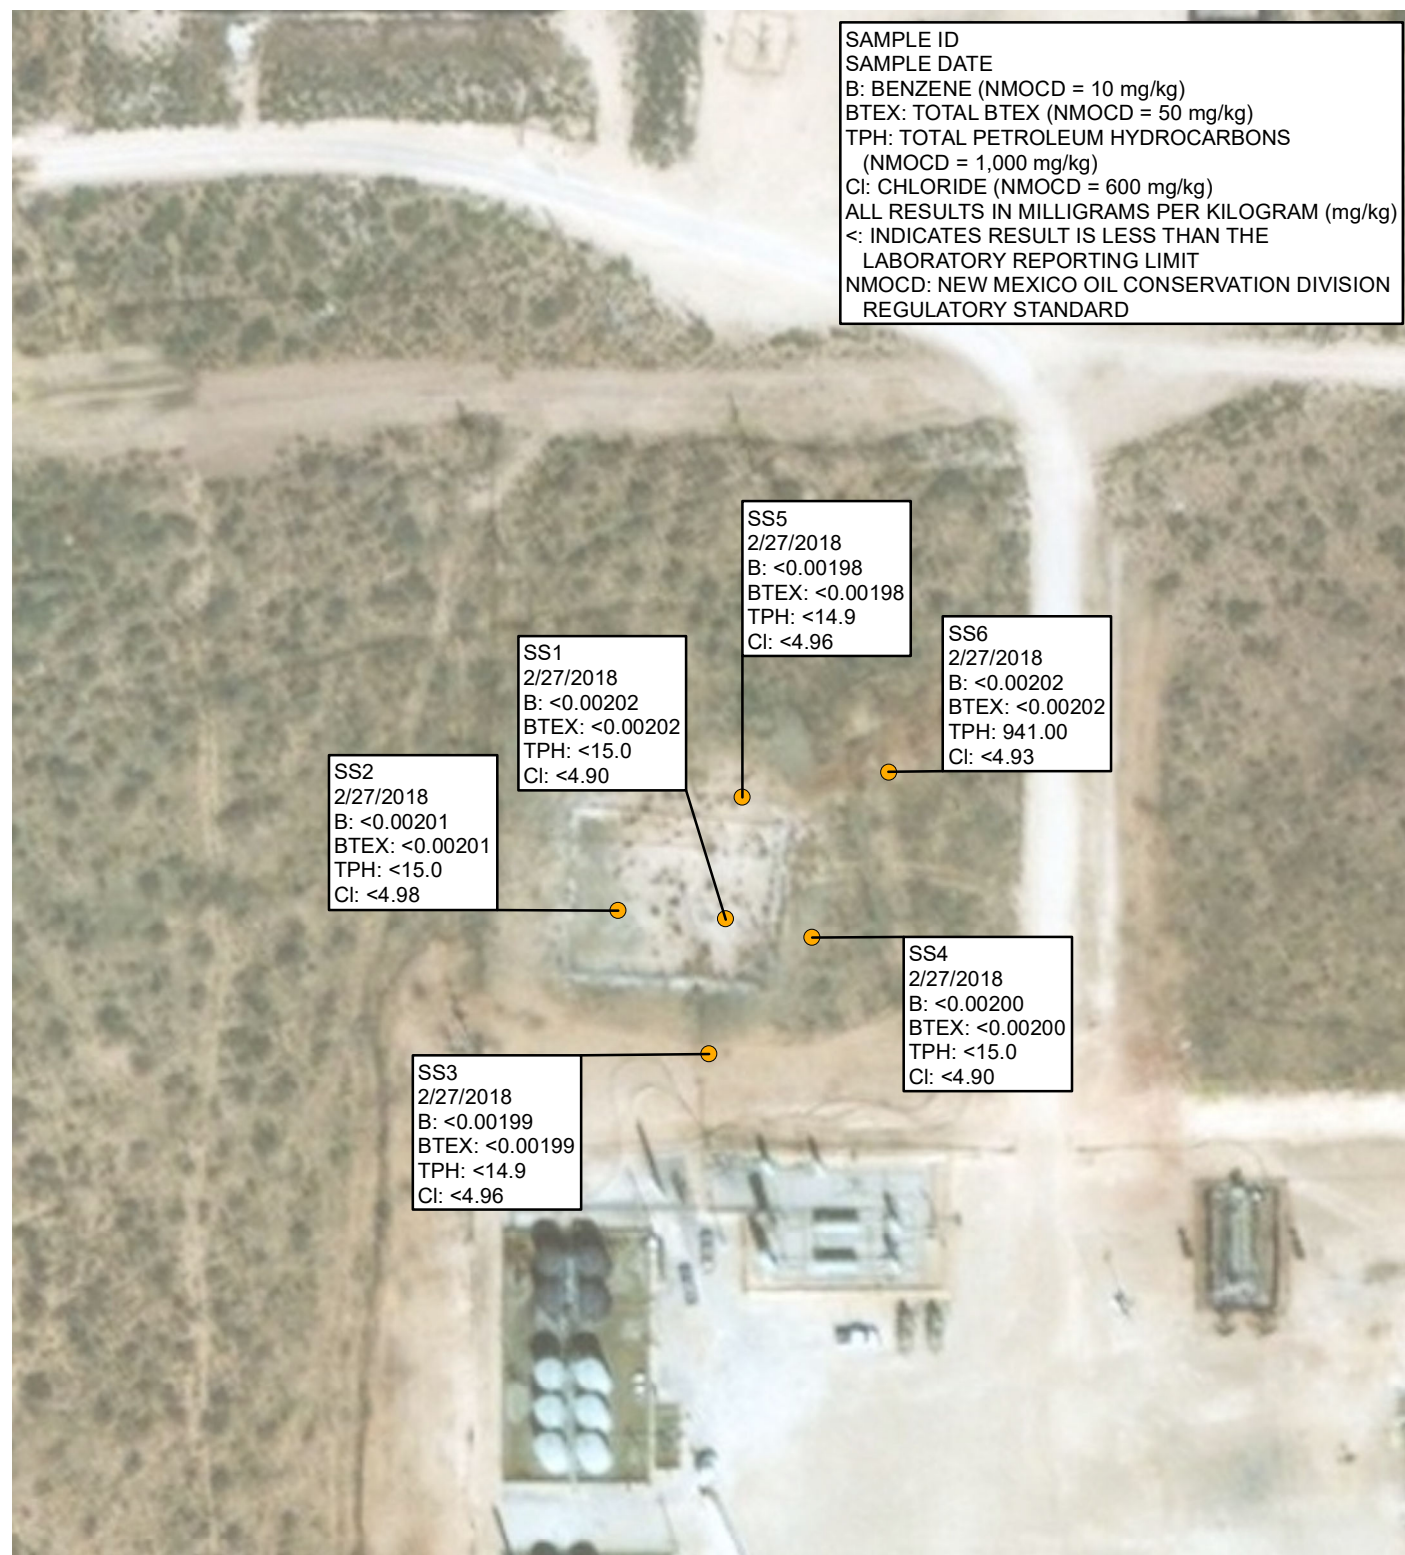 SAMPLE ID
SAMPLE DATE
B: BENZENE (NMOCD = 10 mg/kg)
BTEX: TOTAL BTEX (NMOCD = 50 mg/kg)
TPH: TOTAL PETROLEUM HYDROCARBONS
(NMOCD = 1,000 mg/kg)
Cl: CHLORIDE (NMOCD = 600 mg/kg)
ALL RESULTS IN MILLIGRAMS PER KILOGRAM (mg/kg)
<: INDICATES RESULT IS LESS THAN THE
LABORATORY REPORTING LIMIT
NMOCD: NEW MEXICO OIL CONSERVATION DIVISION
REGULATORY STANDARD
SS5
2/27/2018
B: <0.00198
BTEX: <0.00198
TPH: <14.9
Cl: <4.96
SS6
2/27/2018
B: <0.00202
BTEX: <0.00202
TPH: 941.00
Cl: <4.93
SS1
2/27/2018
B: <0.00202
BTEX: <0.00202
TPH: <15.0
Cl: <4.90
SS2
2/27/2018
B: <0.00201
BTEX: <0.00201
TPH: <15.0
Cl: <4.98
SS4
2/27/2018
B: <0.00200
BTEX: <0.00200
TPH: <15.0
Cl: <4.90
SS3
2/27/2018
B: <0.00199
BTEX: <0.00199
TPH: <14.9
Cl: <4.96